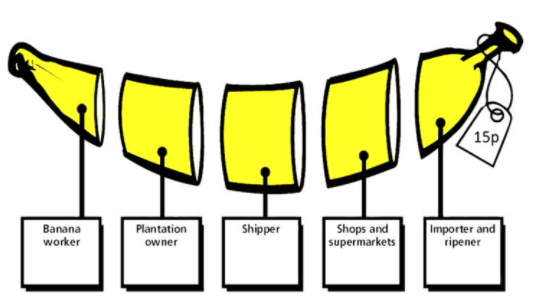 15p
Banana
worker
Plantation
owner
Shipper
Shops and
supermarkets
Importer and
ripener